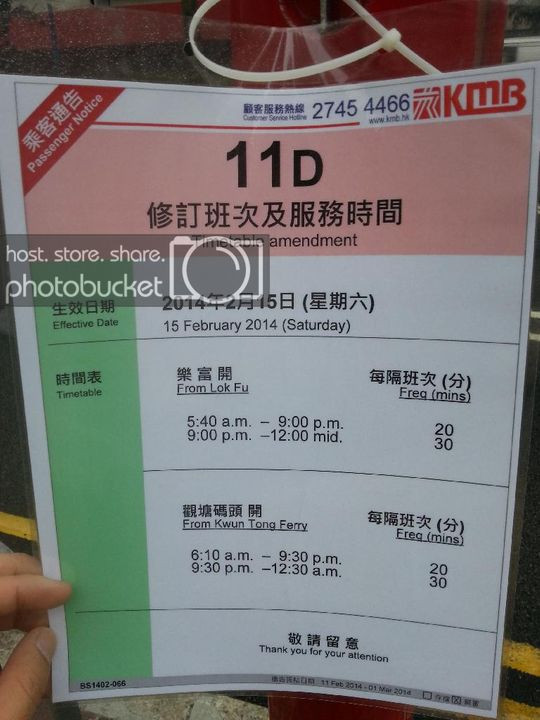 乘客通告
Passenger Notice
顧客服務熱線 2745 4466
Customer Service Hotline
www.kmb.hk
KMB
11D
修訂班次及服務時間
Timetable amendment
host. store. share.
photobucket
生效日期 2014年2月15日 (星期六)
Effective Date 15 February 2014 (Saturday)
時間表 樂富開 每隔班次 (分)
Timetable From Lok Fu Freq (mins)
5:40 a.m. – 9:00 p.m. 20
9:00 p.m. –12:00 mid. 30
觀塘碼頭開 每隔班次 (分)
From Kwun Tong Ferry Freq (mins)
6:10 a.m. – 9:30 p.m. 20
9:30 p.m. –12:30 a.m. 30
敬請留意
Thank you for your attention
BS1402-066
11 Feb 2014 - 01 Mar 2014